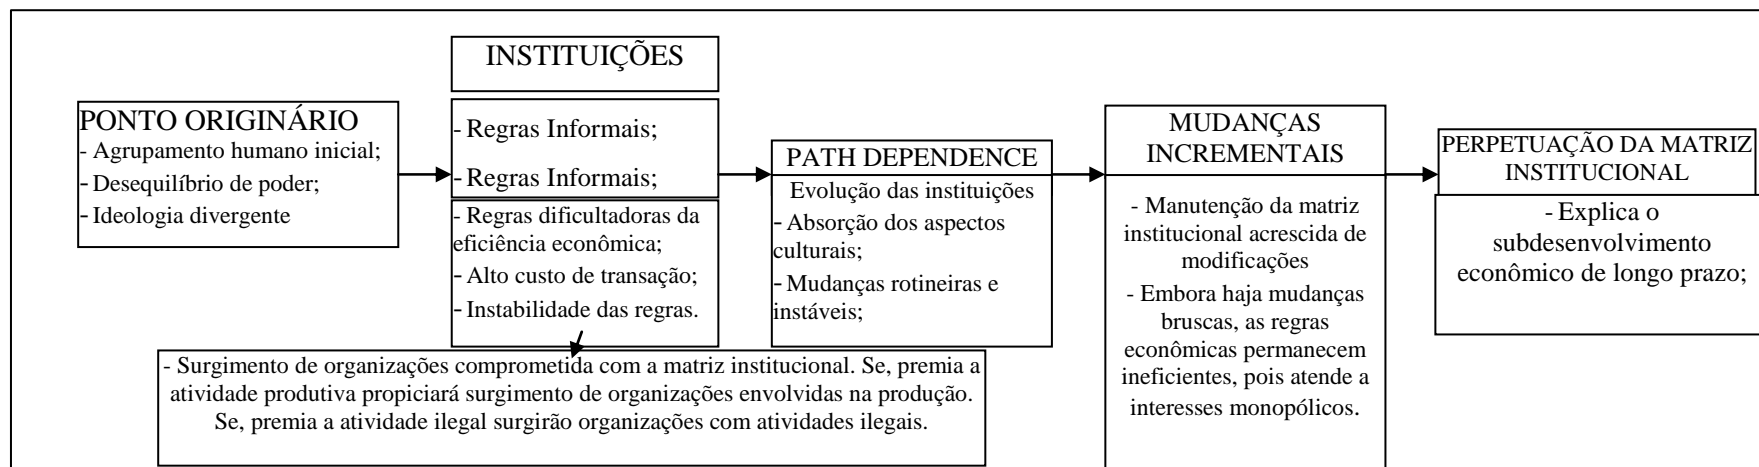 PONTO ORIGINÁRIO
- Agrupamento humano inicial;
- Desequilíbrio de poder;
- Ideologia divergente
INSTITUIÇÕES
- Regras Informais;
- Regras Informais;
- Regras dificultadoras da
eficiência econômica;
- Alto custo de transação;
- Instabilidade das regras.
- Surgimento de organizações comprometida com a matriz institucional. Se, premia a
atividade produtiva propiciará surgimento de organizações envolvidas na produção.
Se, premia a atividade ilegal surgirão organizações com atividades ilegais.
PATH DEPENDENCE
Evolução das instituições
- Absorção dos aspectos
culturais;
- Mudanças rotineiras e
instáveis;
MUDANÇAS
INCREMENTAIS
- Manutenção da matriz
institucional acrescida de
modificações
- Embora haja mudanças
bruscas, as regras
econômicas permanecem
ineficientes, pois atende a
interesses monopólicos.
PERPETUAÇÃO DA MATRIZ
INSTITUCIONAL
- Explica o
subdesenvolvimento
econômico de longo prazo;